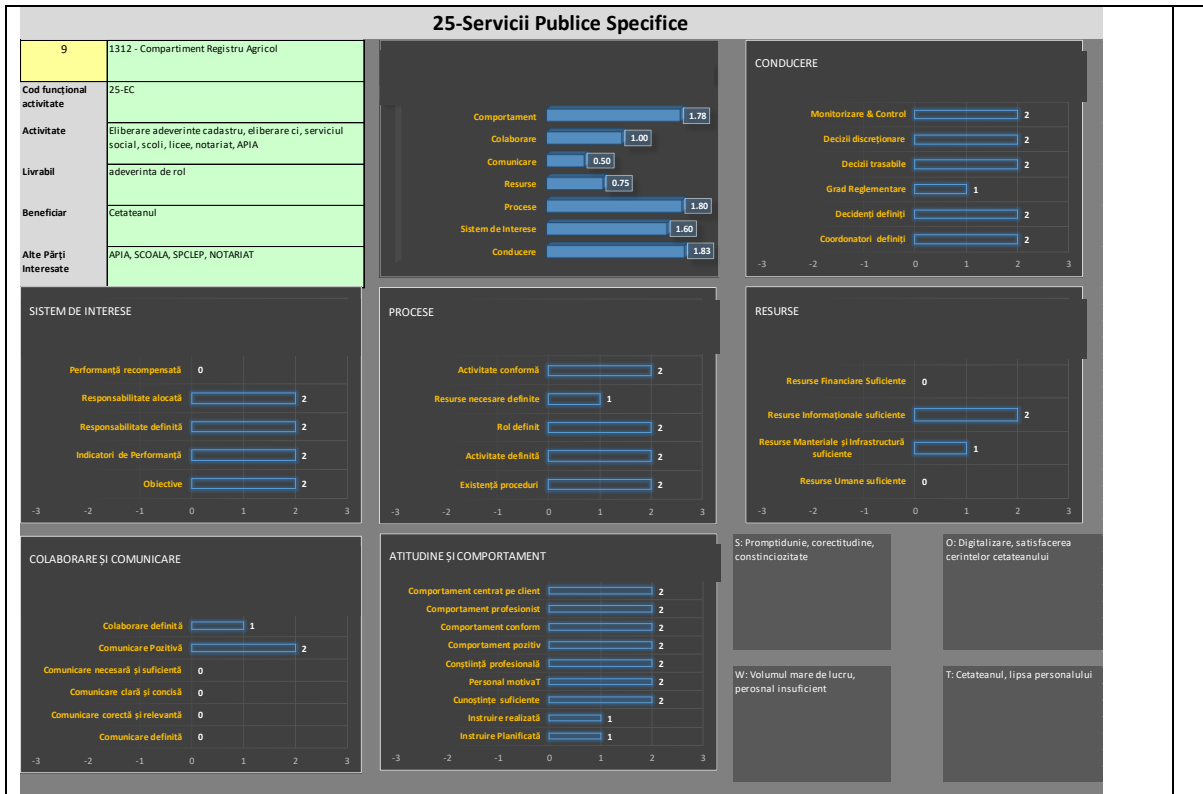 25-Servicii Publice Specifice
9
1312 - Compartiment Registru Agricol
Cod funcțional
activitate
25-EC
Activitate
Eliberare adeverinte cadastru, eliberare ci, serviciul
social, scoli, licee, notariat, APIA
Livrabil
adeverinta de rol
Beneficiar
Cetateanul
Alte Părți
Interesate
APIA, SCOALA, SPCLEP, NOTARIAT
Comportament 1.78
Colaborare 1.00
Comunicare 0.50
Resurse 0.75
Procese 1.80
Sistem de Interese 1.60
Conducere 1.83
CONDUCERE
Monitorizare & Control 2
Decizii discreționare 2
Decizii trasabile 2
Grad Reglementare 1
Decidenți definiți 2
Coordonatori definiți 2
-3 -2 -1 0 1 2 3
SISTEM DE INTERESE
Performanță recompensată 0
Responsabilitate alocată 2
Responsabilitate definită 2
Indicatori de Performanță 2
Obiective 2
-3 -2 -1 0 1 2 3
PROCESE
Activitate conformă 2
Resurse necesare definite 1
Rol definit 2
Activitate definită 2
Existență proceduri 2
-3 -2 -1 0 1 2 3
RESURSE
Resurse Financiare Suficiente 0
Resurse Informaționale suficiente 2
Resurse Manteriale și Infrastructură
suficiente 1
Resurse Umane suficiente 0
-3 -2 -1 0 1 2 3
COLABORARE ȘI COMUNICARE
Colaborare definită 1
Comunicare Pozitivă 2
Comunicare necesară și suficientă 0
Comunicare clară și concisă 0
Comunicare corectă și relevantă 0
Comunicare definită 0
-3 -2 -1 0 1 2 3
ATITUDINE ȘI COMPORTAMENT
Comportament centrat pe client 2
Comportament profesionist 2
Comportament conform 2
Comportament pozitiv 2
Conștiință profesională 2
Personal motivaT 2
Cunoștințe suficiente 2
Instruire realizată 1
Instruire Planificată 1
-3 -2 -1 0 1 2 3
S: Promptidunie, corectitudine,
constinciozitate
O: Digitalizare, satisfacerea
cerintelor cetateanului
W: Volumul mare de lucru,
perosnal insuficient
T: Cetateanul, lipsa personalului